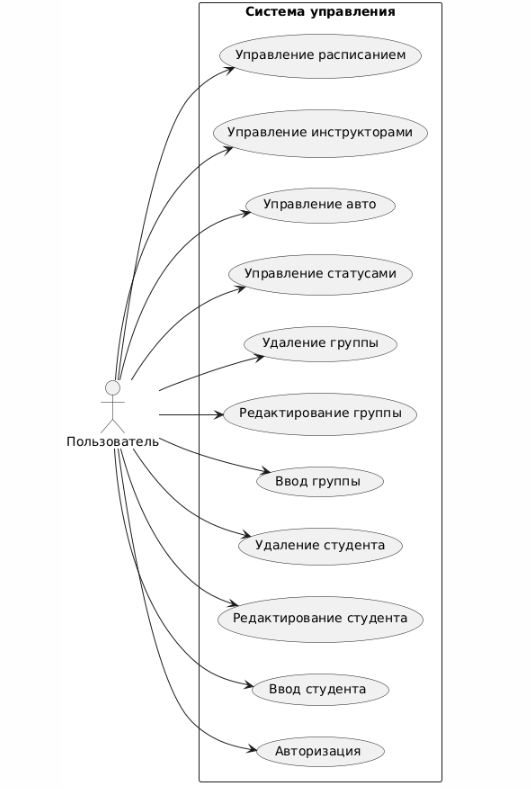 Система управления
Управление расписанием
Управление инструкторами
Управление авто
Управление статусами
Удаление группы
Редактирование группы
Пользователь
Ввод группы
Удаление студента
Редактирование студента
Ввод студента
Авторизация